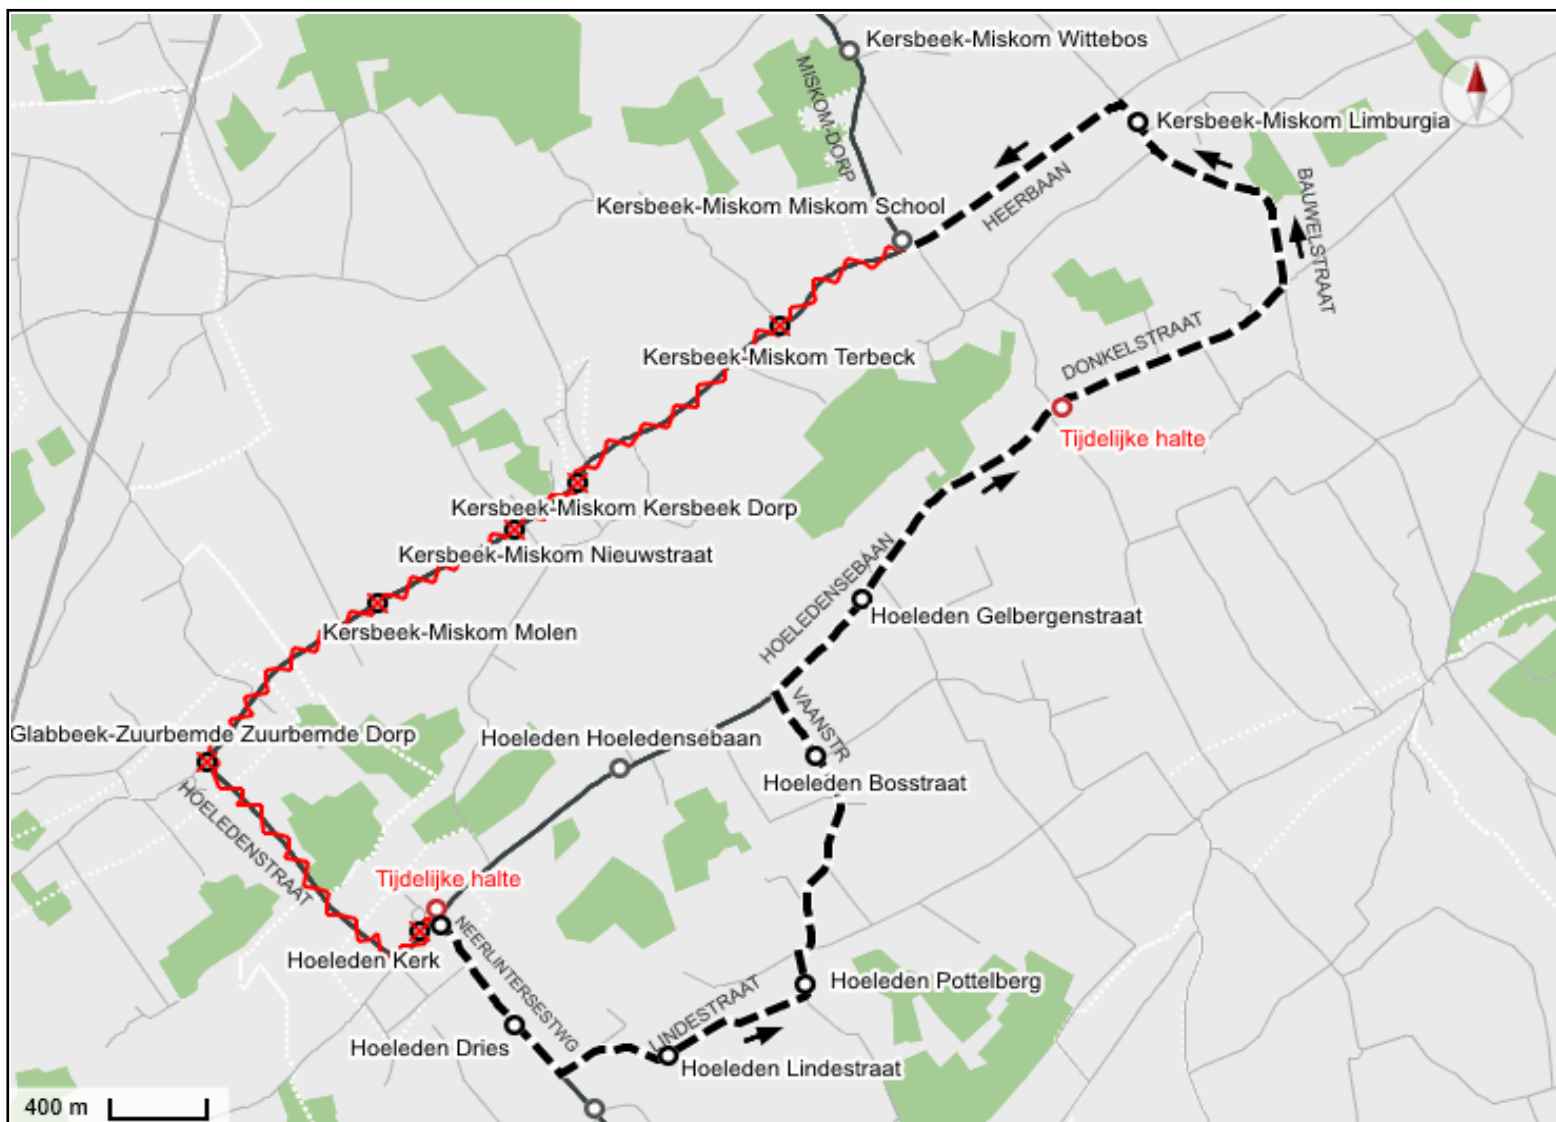 Kersbeek-Miskom Wittebos
MISKOM-DORP
Kersbeek-Miskom Limburgia
HEERBAAN
BAUWELSTRAAT
Kersbeek-Miskom Miskom School
Kersbeek-Miskom Terbeck
DONKELSTRAAT
Tijdelijke halte
Kersbeek-Miskom Kersbeek Dorp
Kersbeek-Miskom Nieuwstraat
HOELEDENSEBAAN
Hoeleden Gelbergenstraat
Kersbeek-Miskom Molen
Glabbeek-Zuurbemde Zuurbemde Dorp
Hoeleden Hoeledensebaan
VAANSTR
Hoeleden Bosstraat
HOELEDENSTRAAT
Tijdelijke halte
Hoeleden Kerk
NEERLINTERSESTWG
Hoeleden Pottelberg
LINDESTRAAT
Hoeleden Dries
Hoeleden Lindestraat
400 m